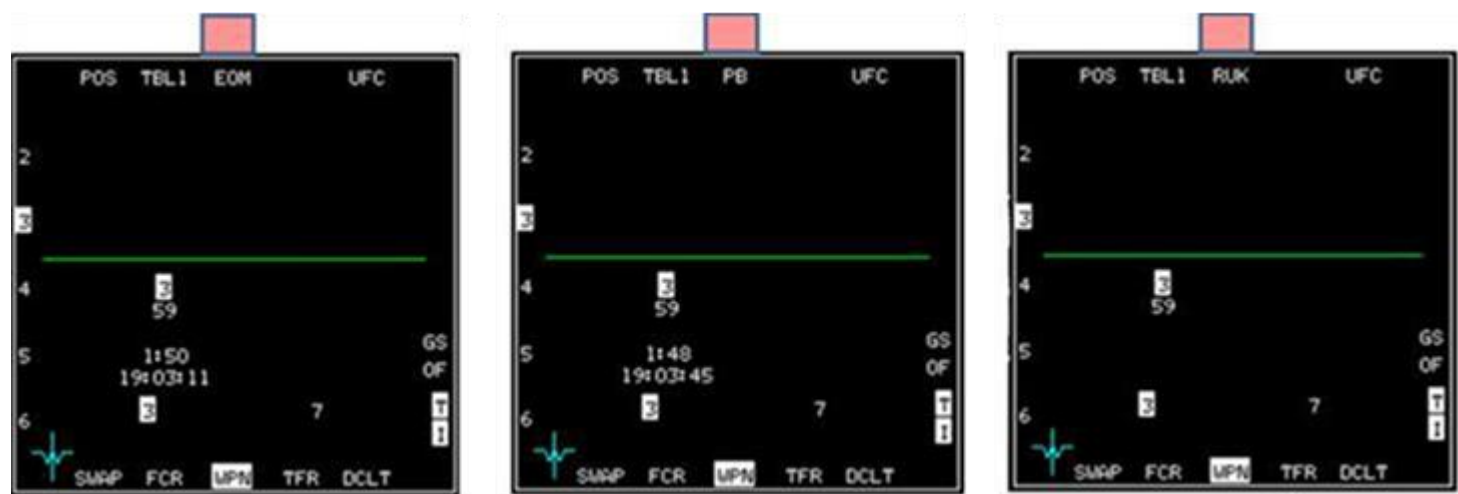 POS TBL1 EOM UFC
2
3
4 3
59
GS
5 1:50
OF
19:03:11
3 7 T
6 I
SWAP FCR WPN TFR DCLT
POS TBL1 PB UFC
2
3
4 3
59
GS
5 1:48
OF
19:03:45
3 7 T
6 I
SWAP FCR WPN TFR DCLT
POS TBL1 RUK UFC
2
3
4 3
59
GS
5
OF
3 7 T
6 I
SWAP FCR WPN TFR DCLT